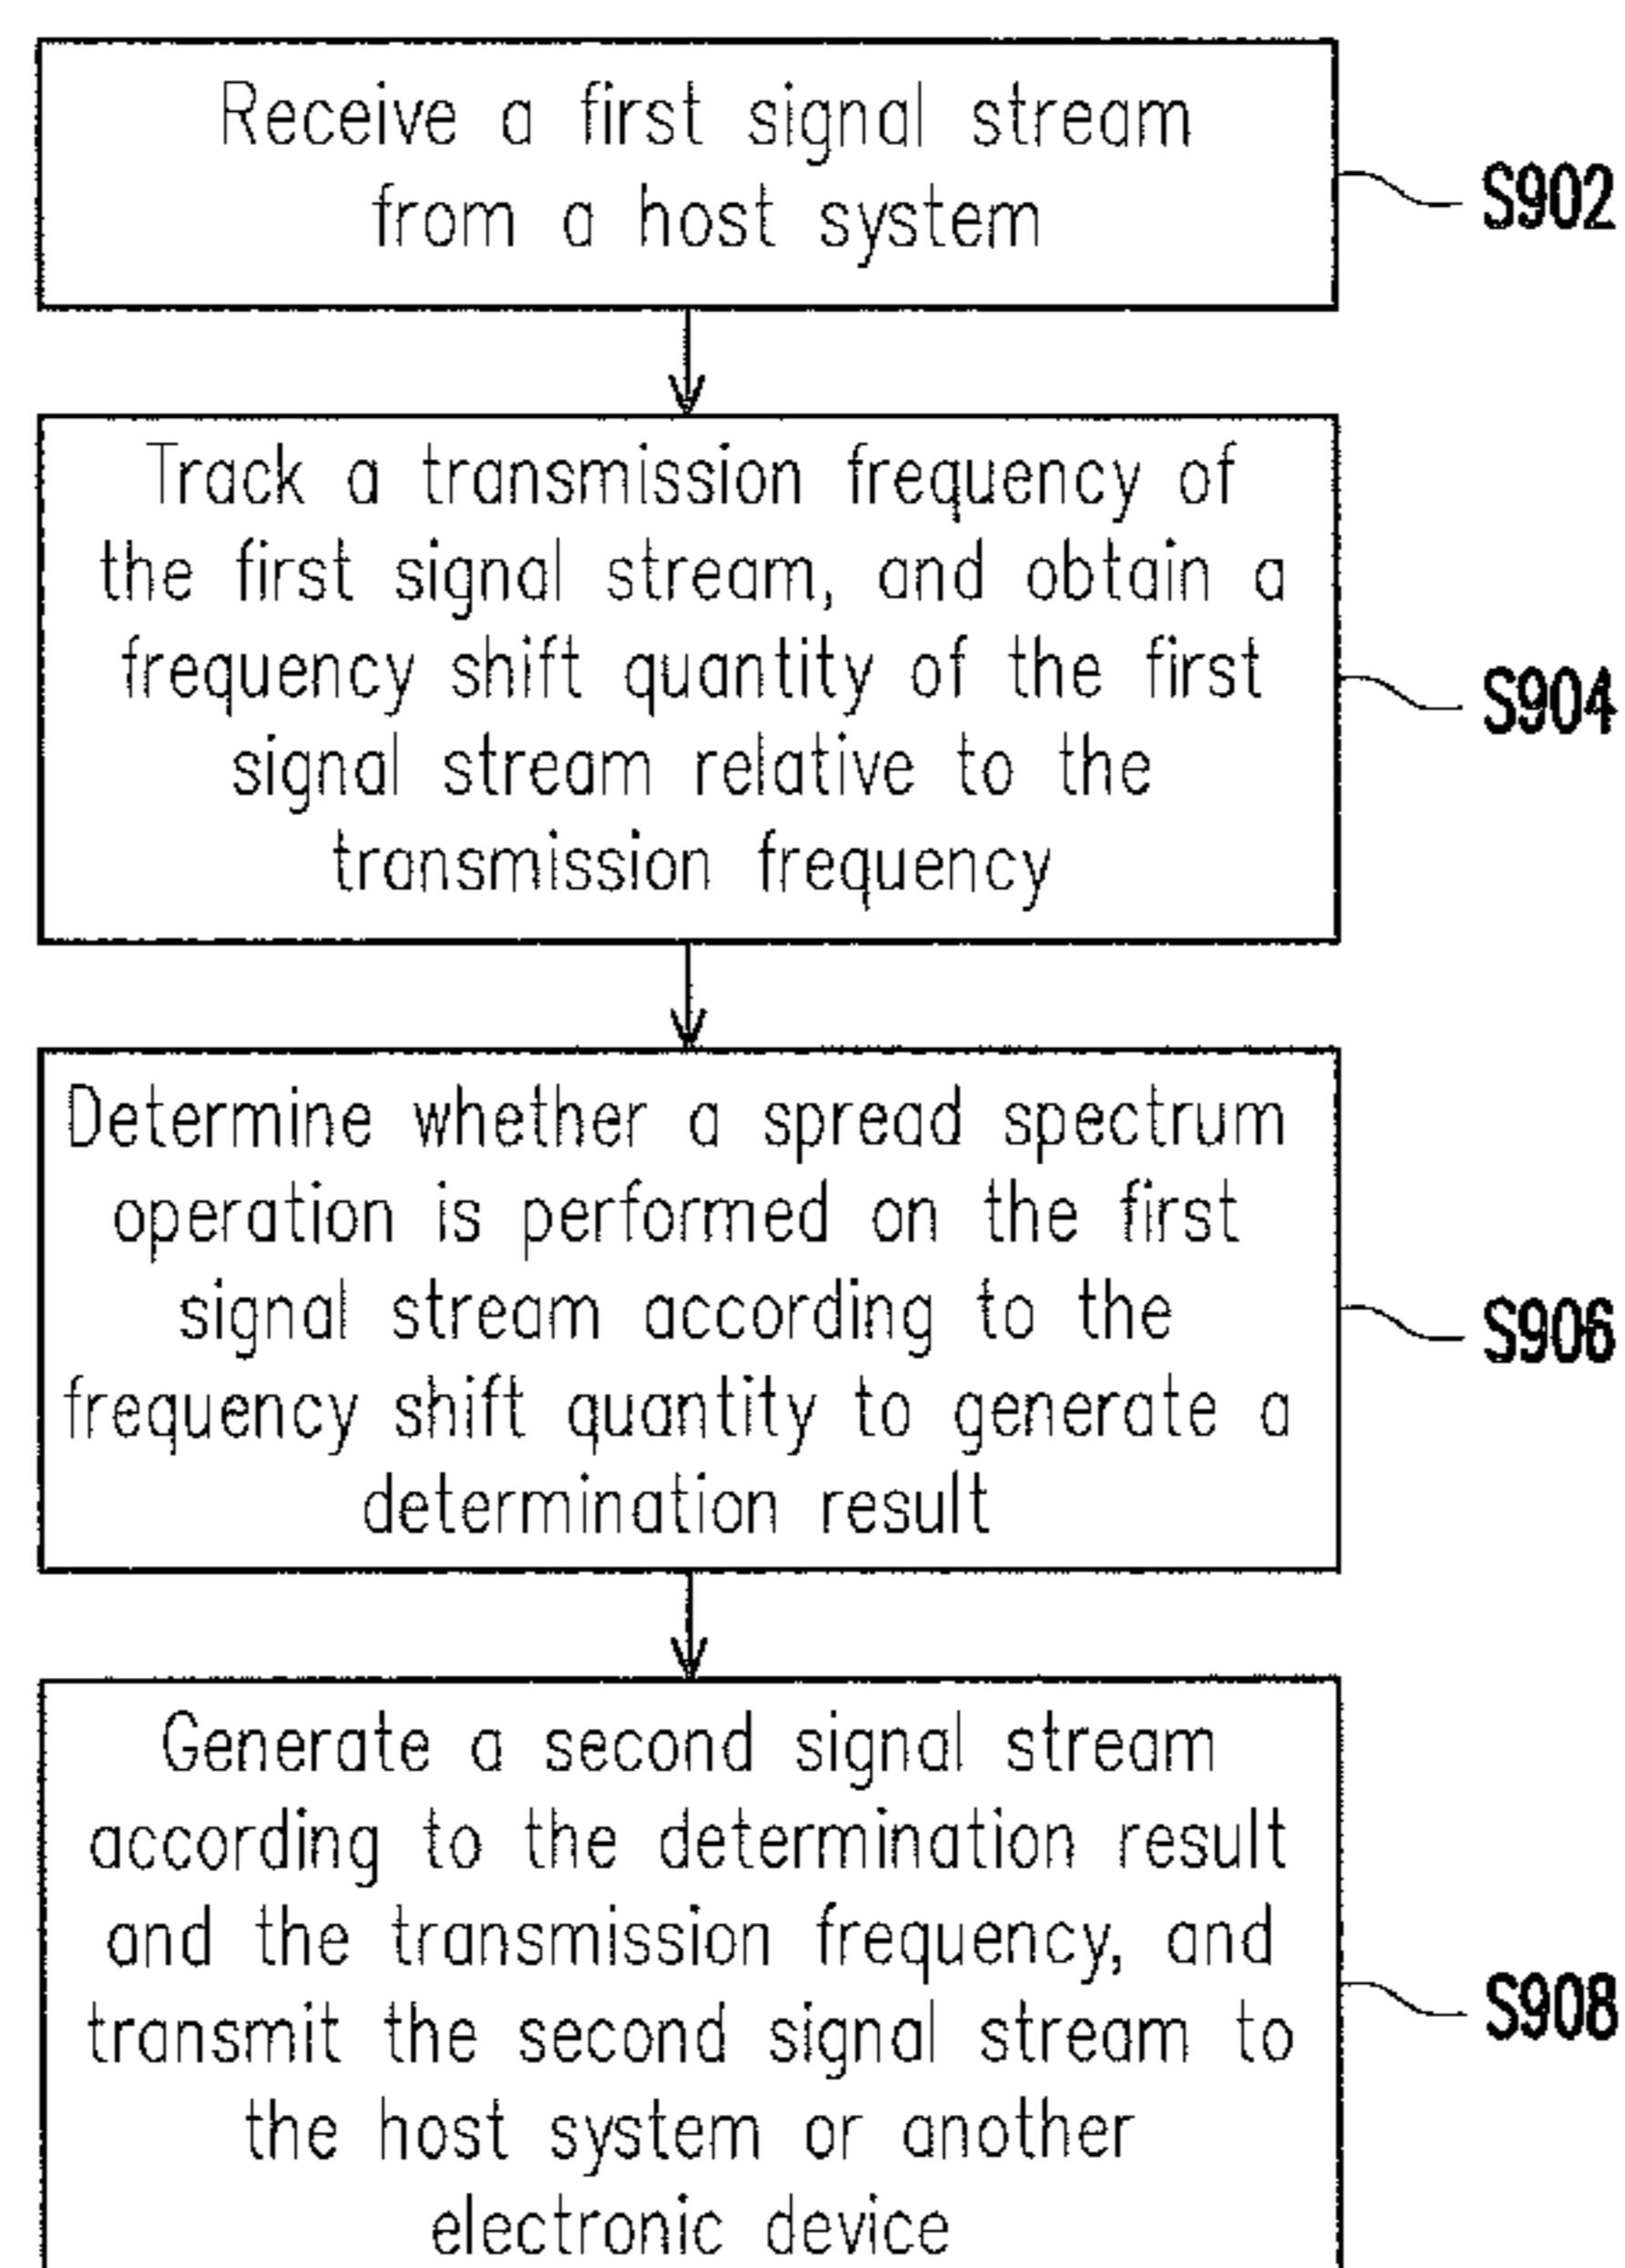 Receive a first signal stream
from a host system
S902
Track a transmission frequency of
the first signal stream, and obtain a
frequency shift quantity of the first
signal stream relative to the
transmission frequency
S904
Determine whether a spread spectrum
operation is performed on the first
signal stream according to the
frequency shift quantity to generate a
determination result
S906
Generate a second signal stream
according to the determination result
and the transmission frequency, and
transmit the second signal stream to
the host system or another
electronic device
S908